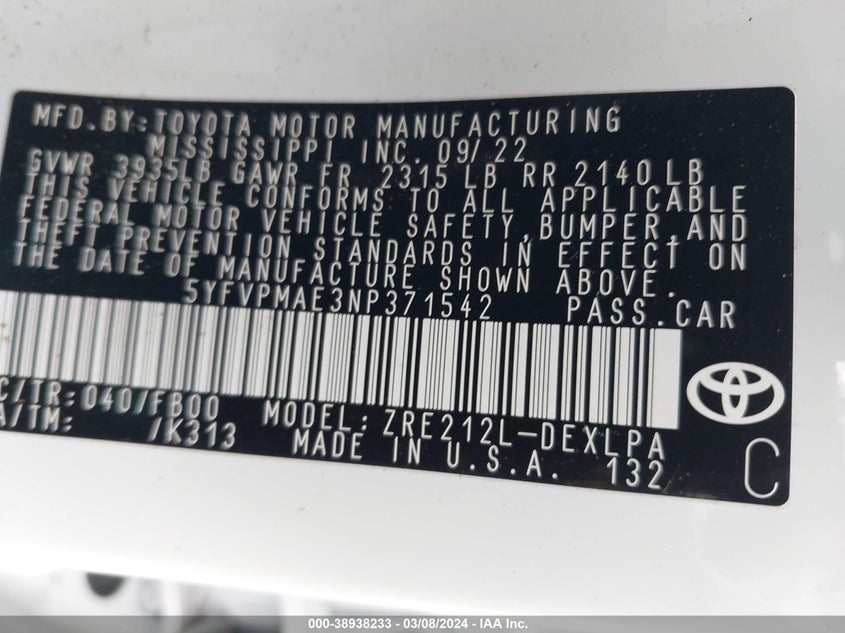 MFD.BY:TOYOTA MOTOR MANUFACTURING
MISSISSIPPI INC. 09/22
GVWR 3935LB GAWR FR 2315 LB RR 2140 LB
THIS VEHICLE CONFORMS TO ALL APPLICABLE
FEDERAL MOTOR VEHICLE SAFETY,BUMPER,AND
THEFT PREVENTION STANDARDS IN EFFECT ON
THE DATE OF MANUFACTURE SHOWN ABOVE.
5YFVPMAE3NP371542 PASS.CAR
C/TR:040/FB00 MODEL:ZRE212L-DEXLPA
A/TM: /K313 MADE IN U.S.A. 132
C
000-38938233 - 03/08/2024 - IAA Inc.